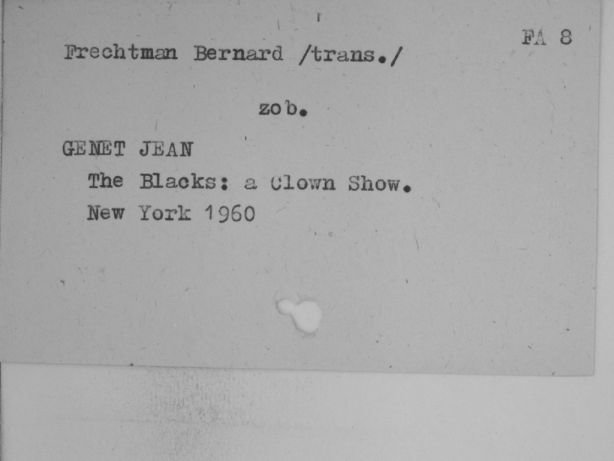 FA 8
Frechtman Bernard /trans./
zob.
GENET JEAN
The Blacks: a Clown Show.
New York 1960